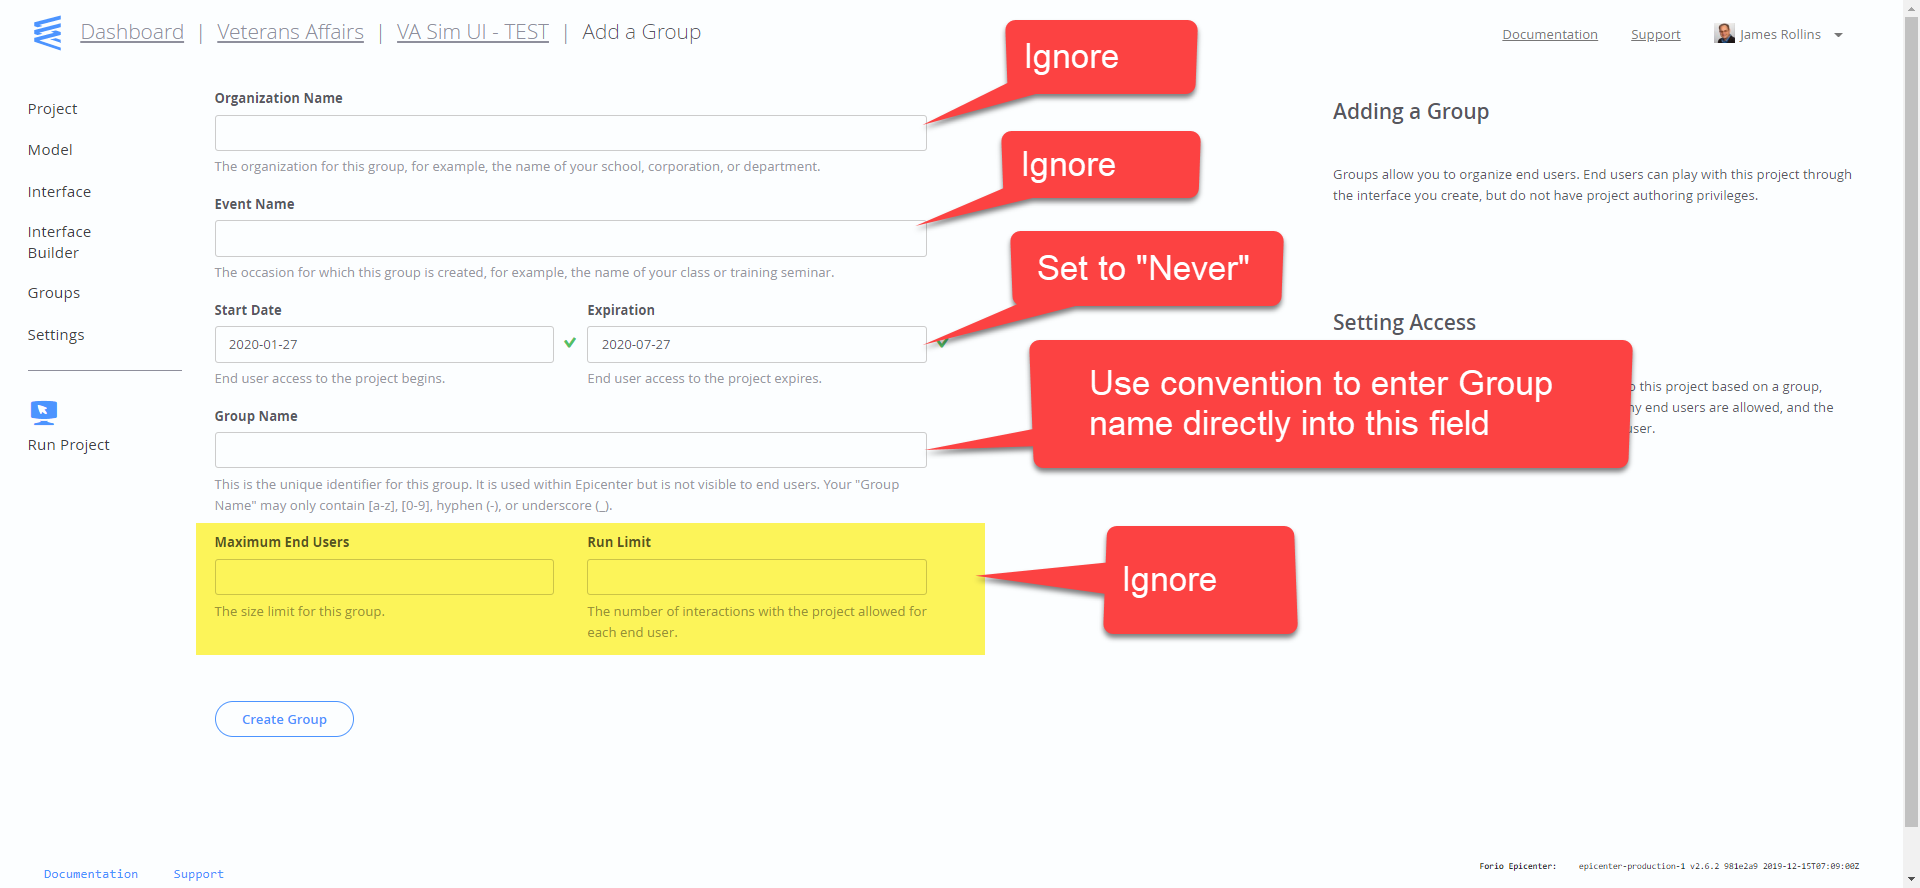 Dashboard | Veterans Affairs | VA Sim UI - TEST | Add a Group
Documentation
Support
James Rollins
Project
Model
Interface
Interface
Builder
Groups
Settings
Run Project
Organization Name
Ignore
The organization for this group, for example, the name of your school, corporation, or department.
Event Name
Ignore
The occasion for which this group is created, for example, the name of your class or training seminar.
Start Date
2020-01-27
End user access to the project begins.
Expiration
2020-07-27
End user access to the project expires.
Set to "Never"
Group Name
Use convention to enter Group
name directly into this field
This is the unique identifier for this group. It is used within Epicenter but is not visible to end users. Your "Group
Name" may only contain [a-z], [0-9], hyphen (-), or underscore (_).
Maximum End Users
The size limit for this group.
Run Limit
The number of interactions with the project allowed for
each end user.
Ignore
Create Group
Adding a Group
Groups allow you to organize end users. End users can play with this project through
the interface you create, but do not have project authoring privileges.
Setting Access
this project based on a group,
end users are allowed, and the
Documentation
Support
Forio Epicenter: epicenter-production-1 v2.6.2 981e2a9 2019-12-15T07:09:00Z